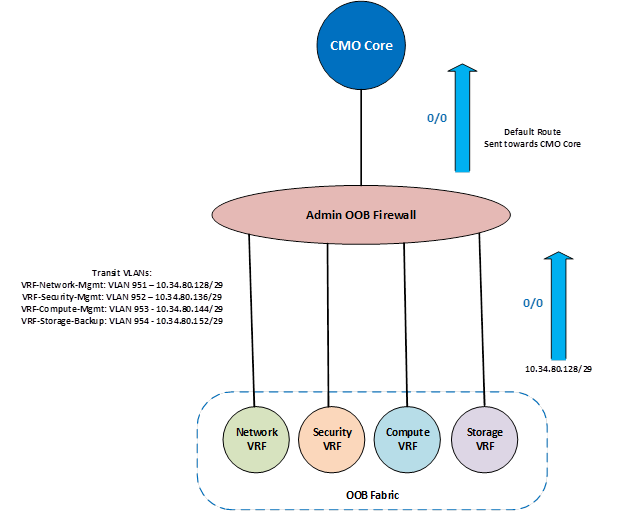 CMO Core
0/0
Default Route
Sent towards CMO Core
Admin OOB Firewall
Transit VLANs:
VRF-Network-Mgmt: VLAN 951 – 10.34.80.128/29
VRF-Security-Mgmt: VLAN 952 – 10.34.80.136/29
VRF-Compute-Mgmt: VLAN 953 - 10.34.80.144/29
VRF-Storage-Backup: VLAN 954 - 10.34.80.152/29
0/0
10.34.80.128/29
Network
VRF
Security
VRF
Compute
VRF
Storage
VRF
OOB Fabric